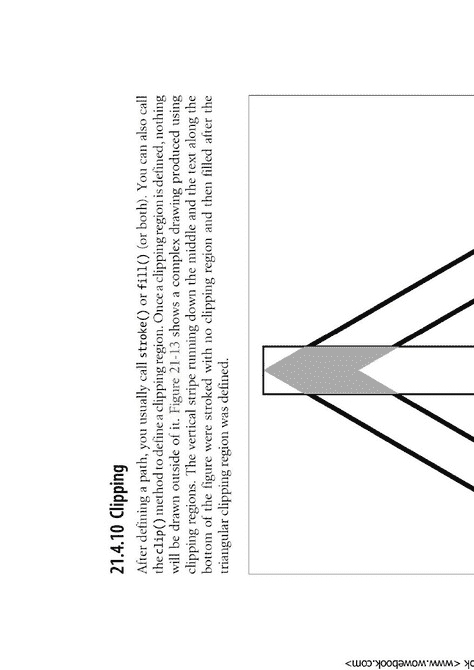 21.4.10 Clipping
After defining a path, you usually call stroke() or fill() (or both). You can also call
the clip() method to define a clipping region. Once a clipping region is defined, nothing
will be drawn outside of it. Figure 21-13 shows a complex drawing produced using
clipping regions. The vertical stripe running down the middle and the text along the
bottom of the figure were stroked with no clipping region and then filled after the
triangular clipping region was defined.
ok <www.wowebook.com>